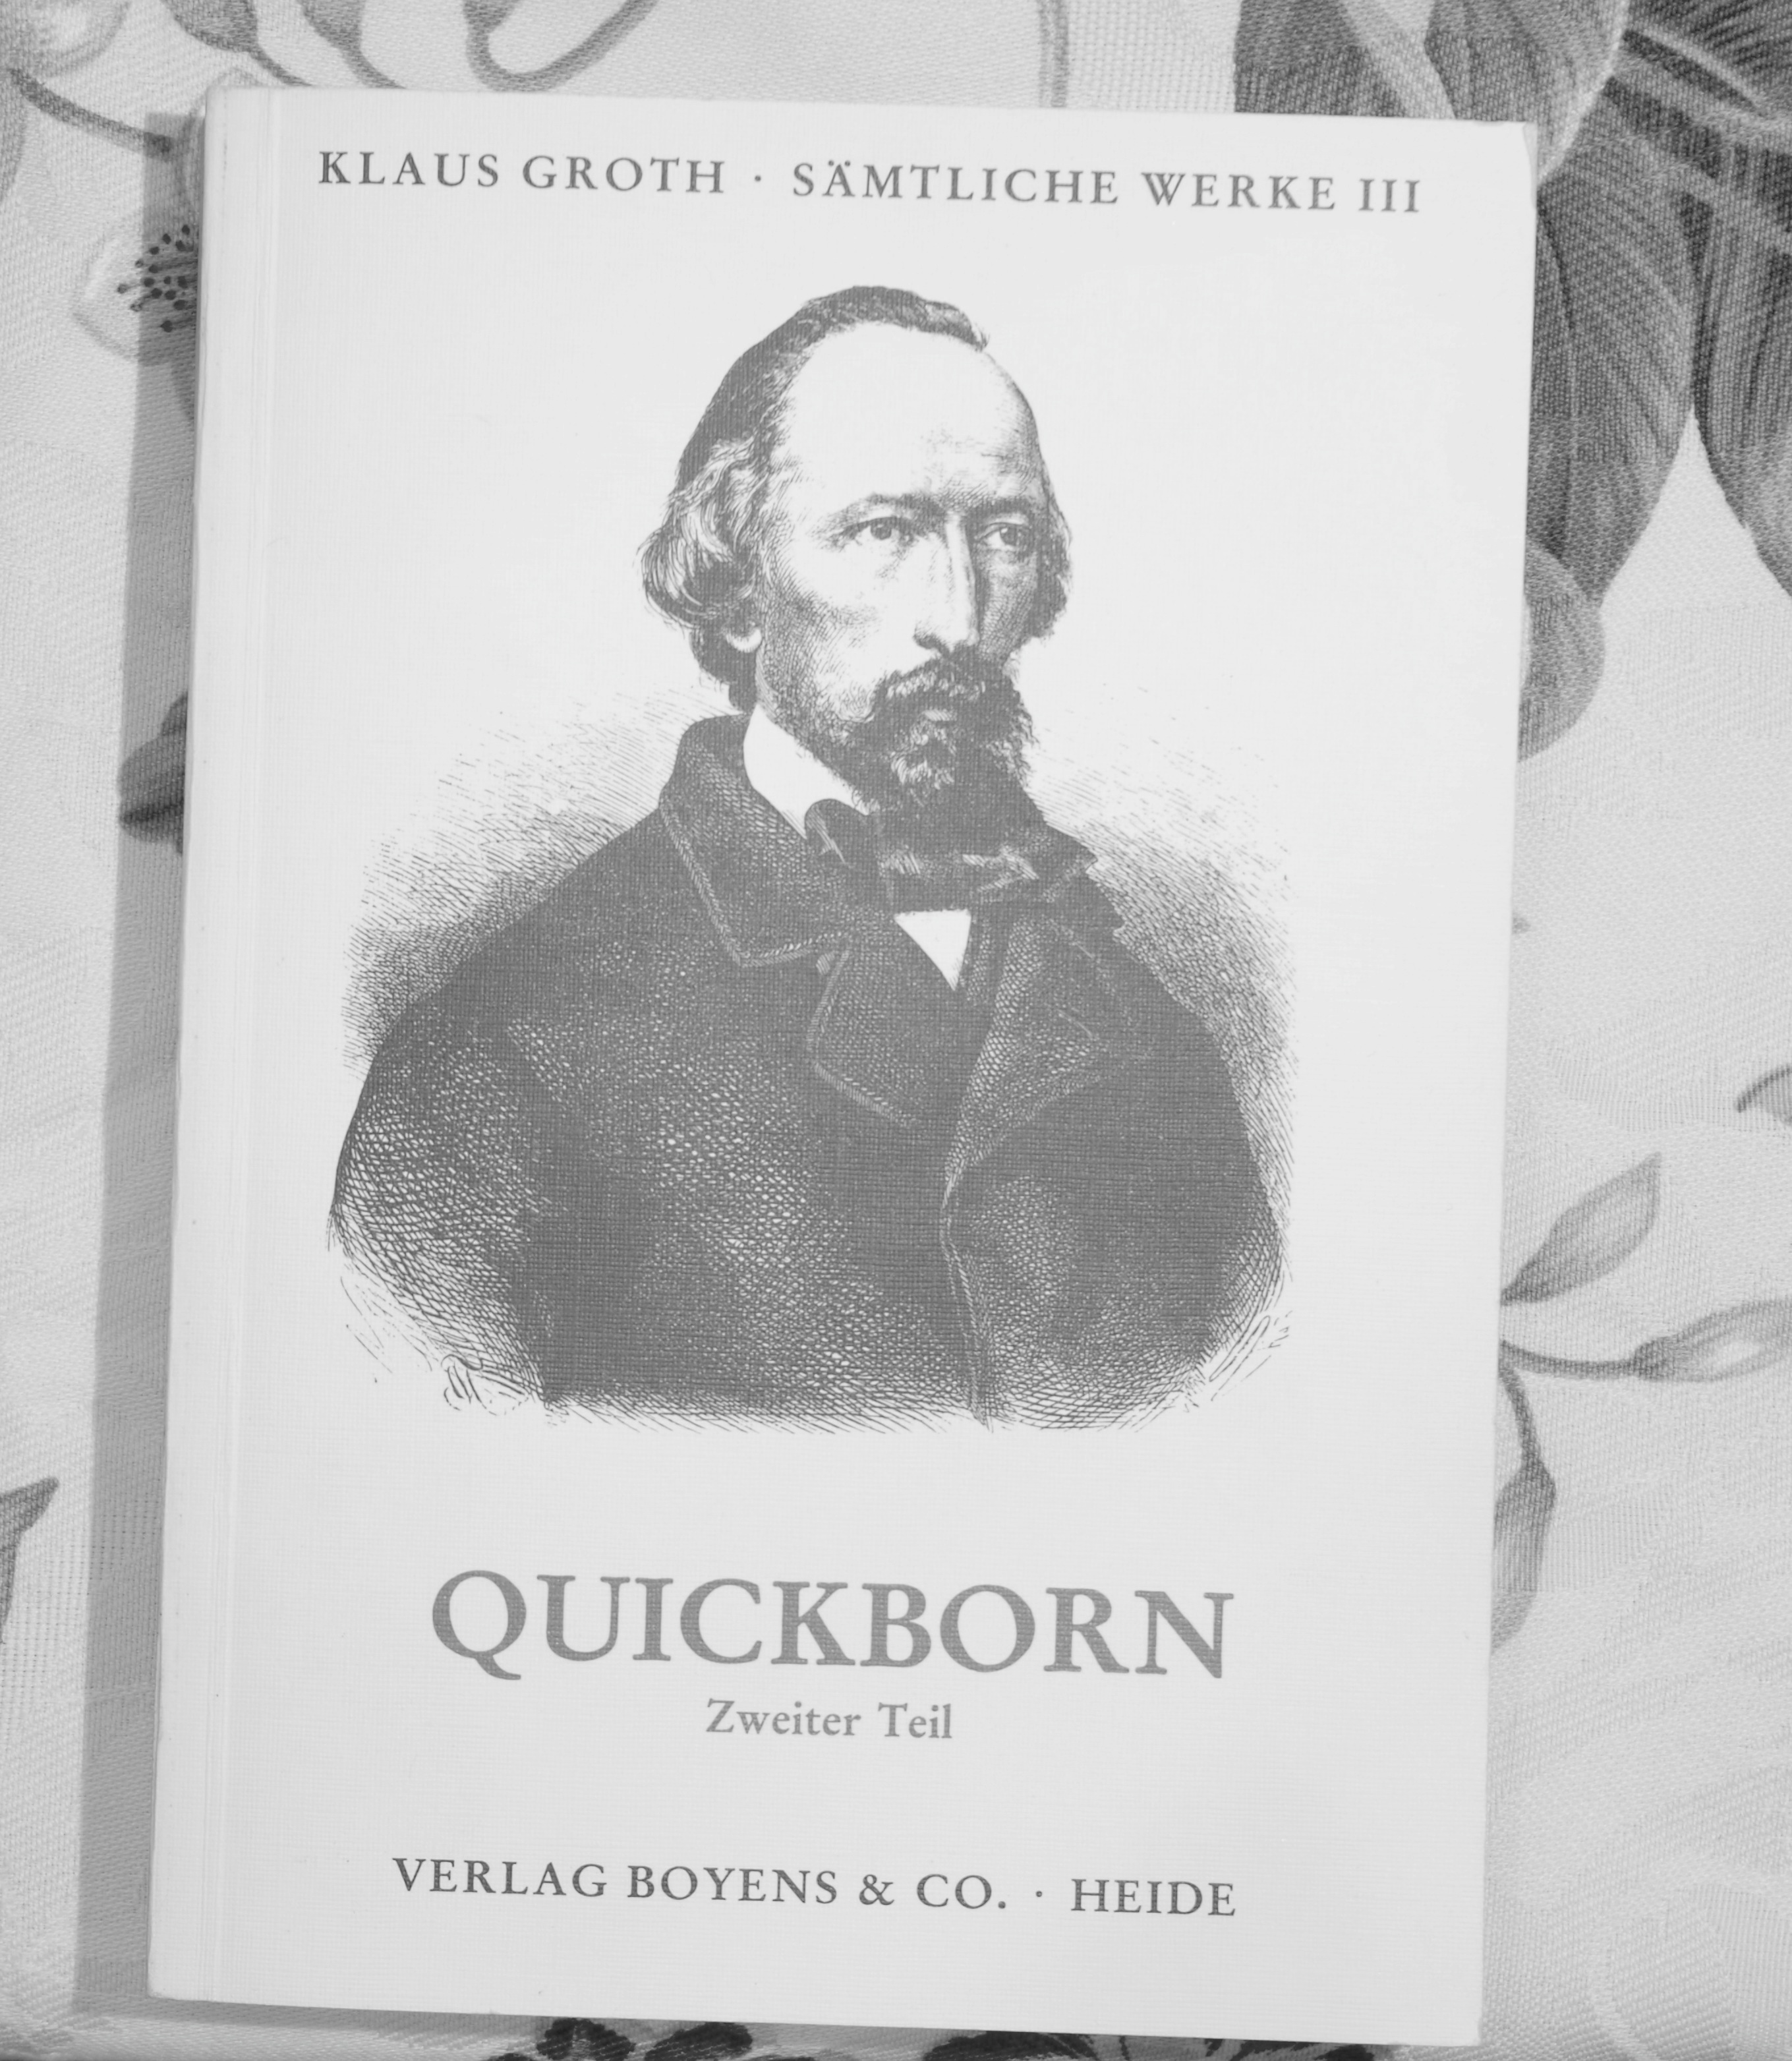 KLAUS GROTH · SÄMTLICHE WERKE III
QUICKBORN
Zweiter Teil
VERLAG BOYENS & CO. · HEIDE